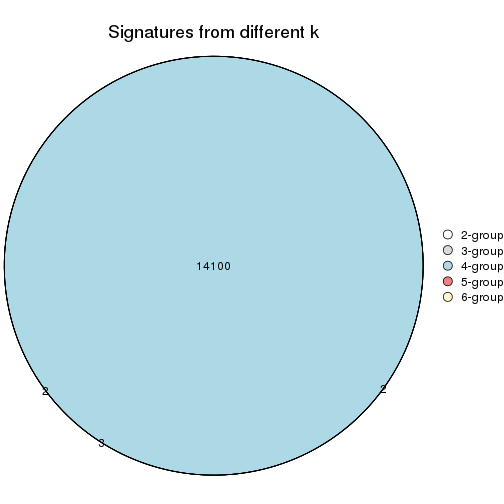 Signatures from different k
14100
2
2
3
2-group
3-group
4-group
5-group
6-group